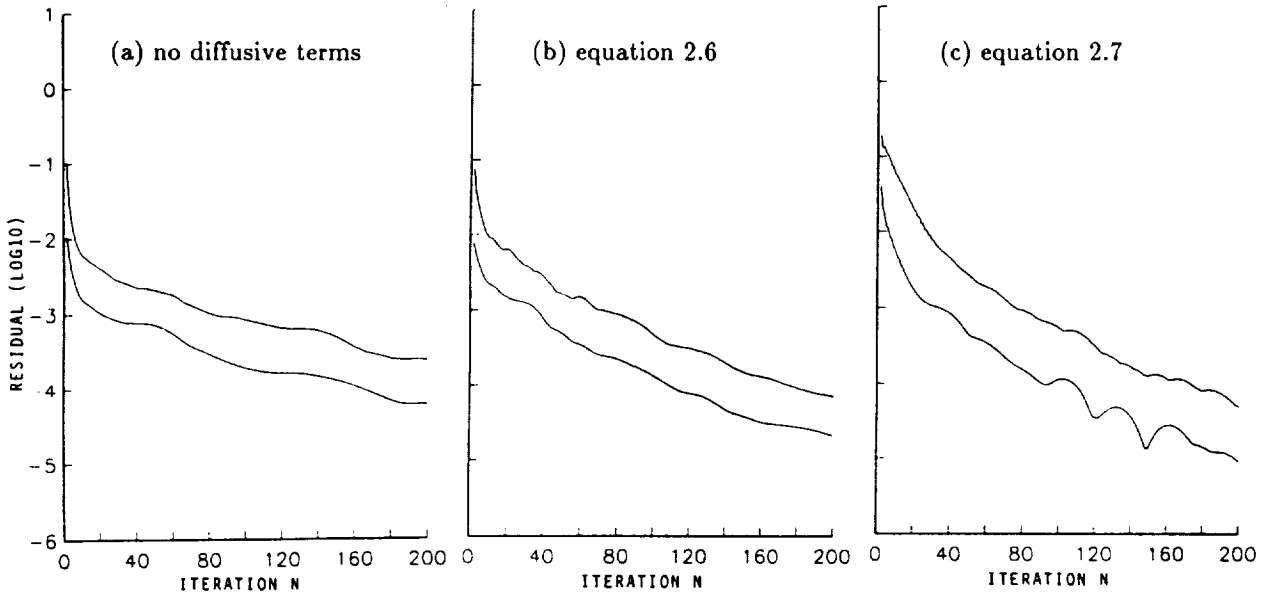 (a) no diffusive terms
(b) equation 2.6
(c) equation 2.7
RESIDUAL (LOG10)
1
0
-1
-2
-3
-4
-5
-6
0 40 80 120 160 200
ITERATION N
0 40 80 120 160 200
ITERATION N
0 40 80 120 160 200
ITERATION N